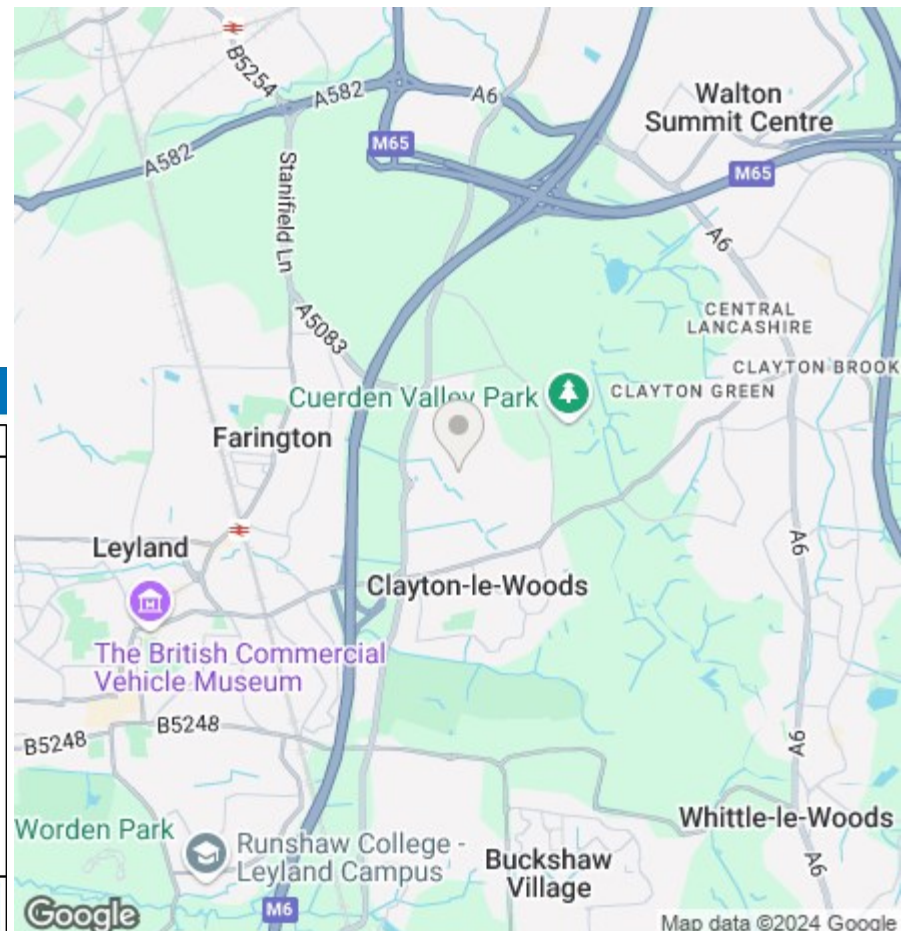 B5254
A582
A6
Walton
Summit Centre
A582
M65
M65
Stanifield Ln
A6
A5083
CENTRAL
LANCASHIRE
CLAYTON BROOK
Cuerden Valley Park
CLAYTON GREEN
Farington
A6
Leyland
Clayton-le-Woods
The British Commercial
Vehicle Museum
B5248
B5248
A6
Worden Park
Whittle-le-Woods
Runshaw College -
Leyland Campus
Buckshaw
Village
A6
M6
Google
Map data ©2024 Google